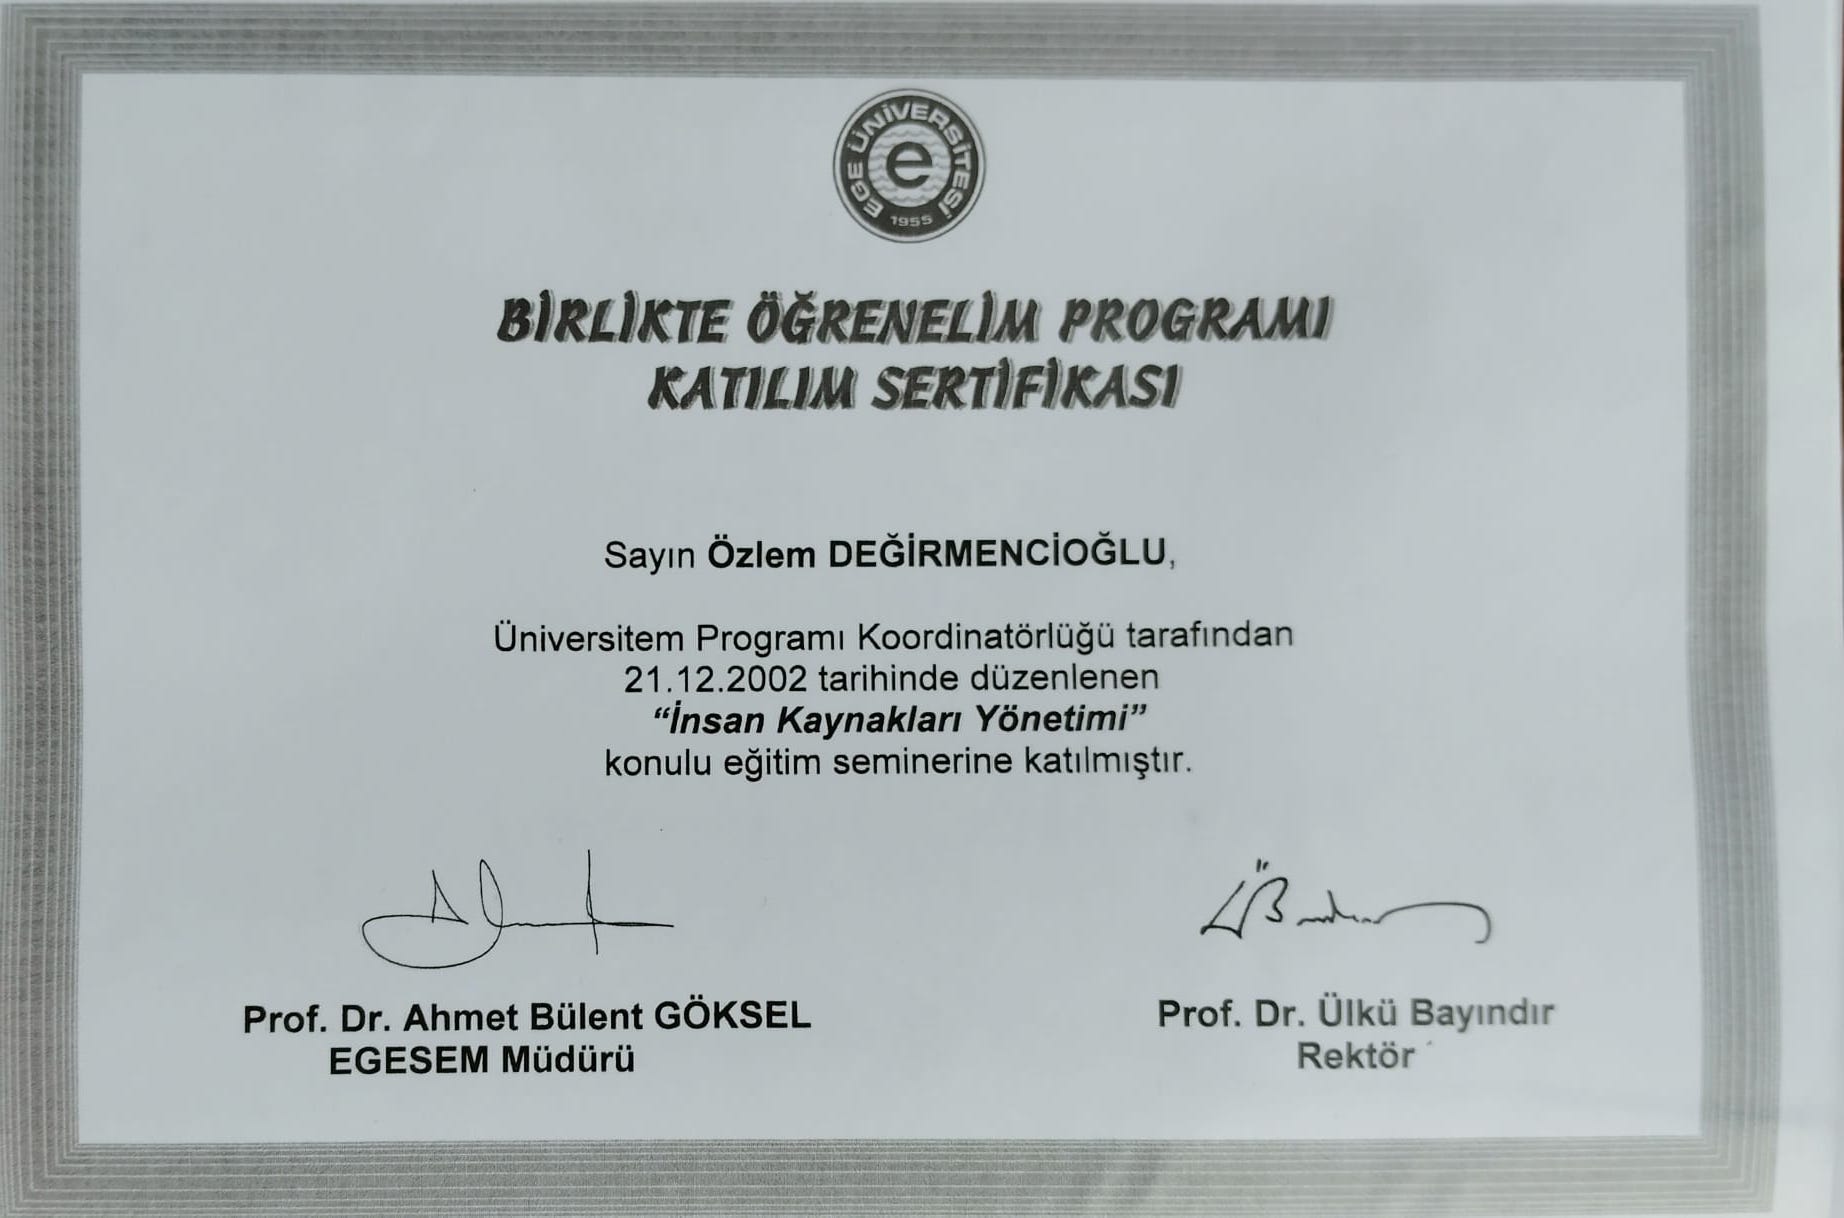 EGE ÜNİVERSİTESİ
e
1955
BİRLİKTE ÖĞRENELİM PROGRAMI
KATILIM SERTİFİKASI
Sayın Özlem DEĞİRMENCİOĞLU,
Üniversitem Programı Koordinatörlüğü tarafından
21.12.2002 tarihinde düzenlenen
“İnsan Kaynakları Yönetimi”
konulu eğitim seminerine katılmıştır.
Prof. Dr. Ahmet Bülent GÖKSEL
EGESEM Müdürü
Prof. Dr. Ülkü Bayındır
Rektör